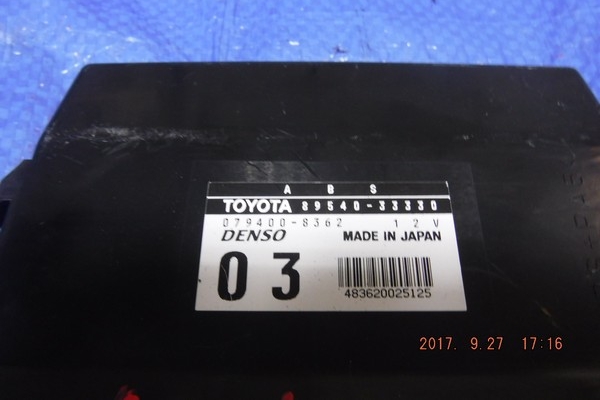 A B S
TOYOTA 89540-33330
079400-8362 12V
DENSO MADE IN JAPAN
03
483620025125
2017. 9.27 17:16